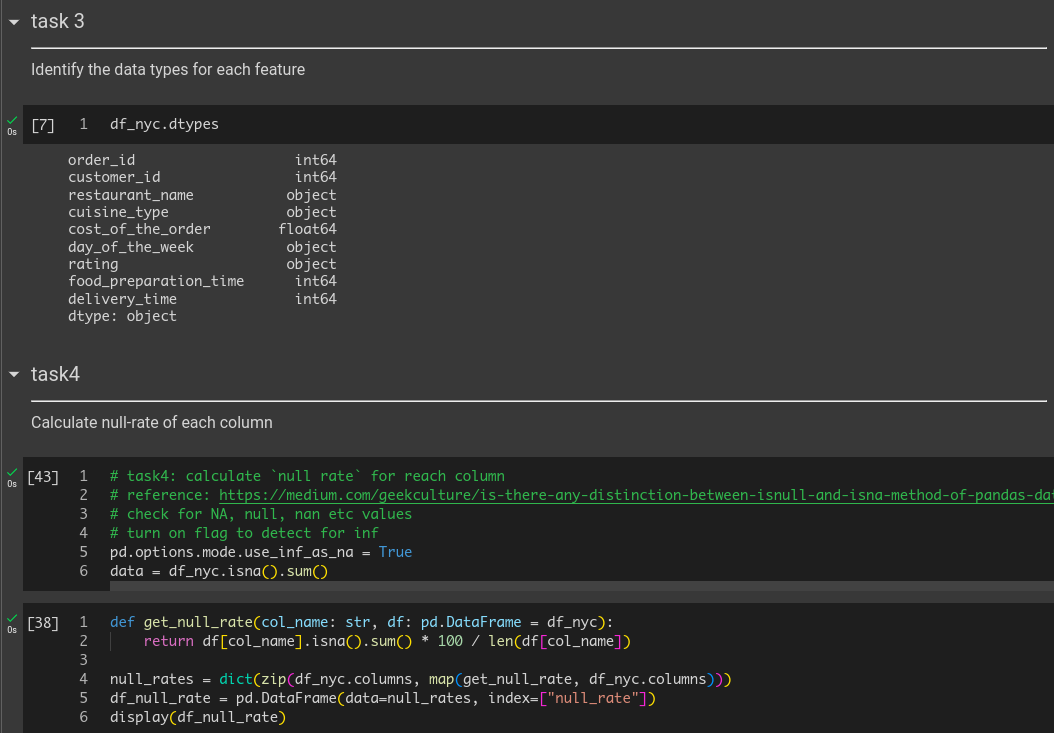 task 3
Identify the data types for each feature
0s
[7] 1 df_nyc.dtypes
order_id int64
customer_id int64
restaurant_name object
cuisine_type object
cost_of_the_order float64
day_of_the_week object
rating object
food_preparation_time int64
delivery_time int64
dtype: object
task4
Calculate null-rate of each column
0s
[43] 1 # task4: calculate `null rate` for reach column
2 # reference: https://medium.com/geekculture/is-there-any-distinction-between-isnull-and-isna-method-of-pandas-dat
3 # check for NA, null, nan etc values
4 # turn on flag to detect for inf
5 pd.options.mode.use_inf_as_na = True
6 data = df_nyc.isna().sum()
0s
[38] 1 def get_null_rate(col_name: str, df: pd.DataFrame = df_nyc):
2 return df[col_name].isna().sum() * 100 / len(df[col_name])
3
4 null_rates = dict(zip(df_nyc.columns, map(get_null_rate, df_nyc.columns)))
5 df_null_rate = pd.DataFrame(data=null_rates, index=["null_rate"])
6 display(df_null_rate)